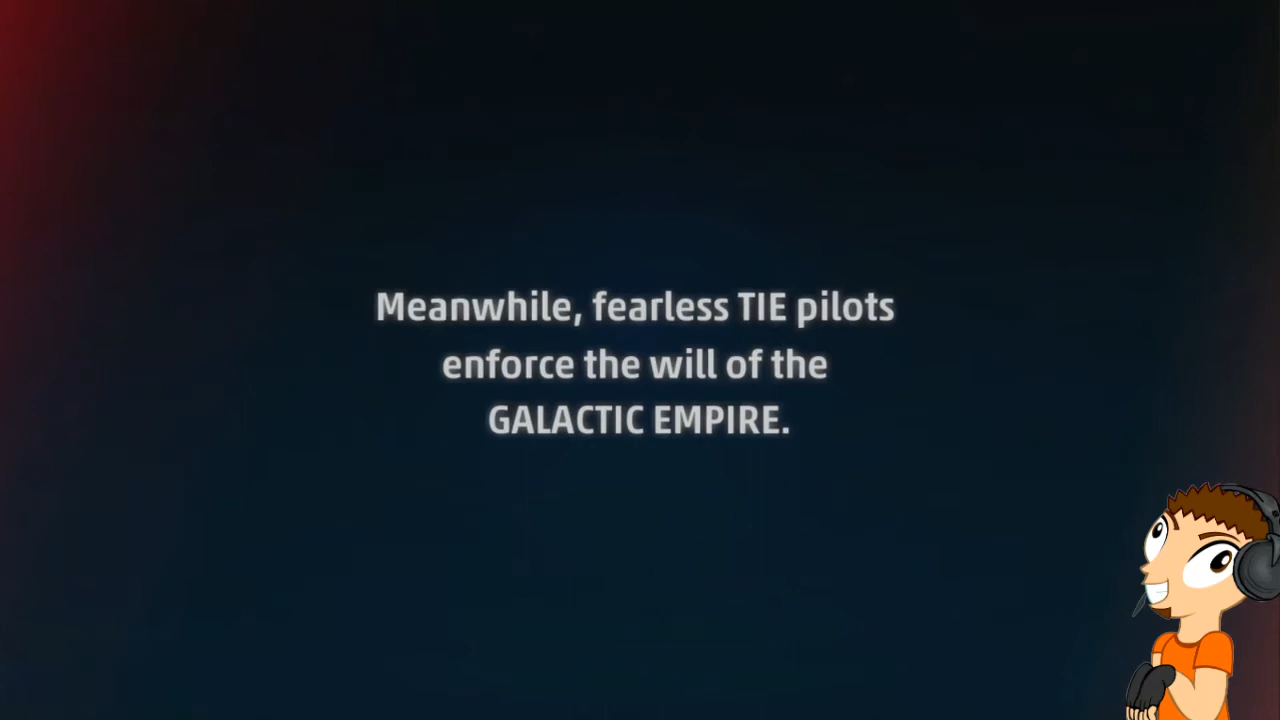 Meanwhile, fearless TIE pilots
enforce the will of the
GALACTIC EMPIRE.